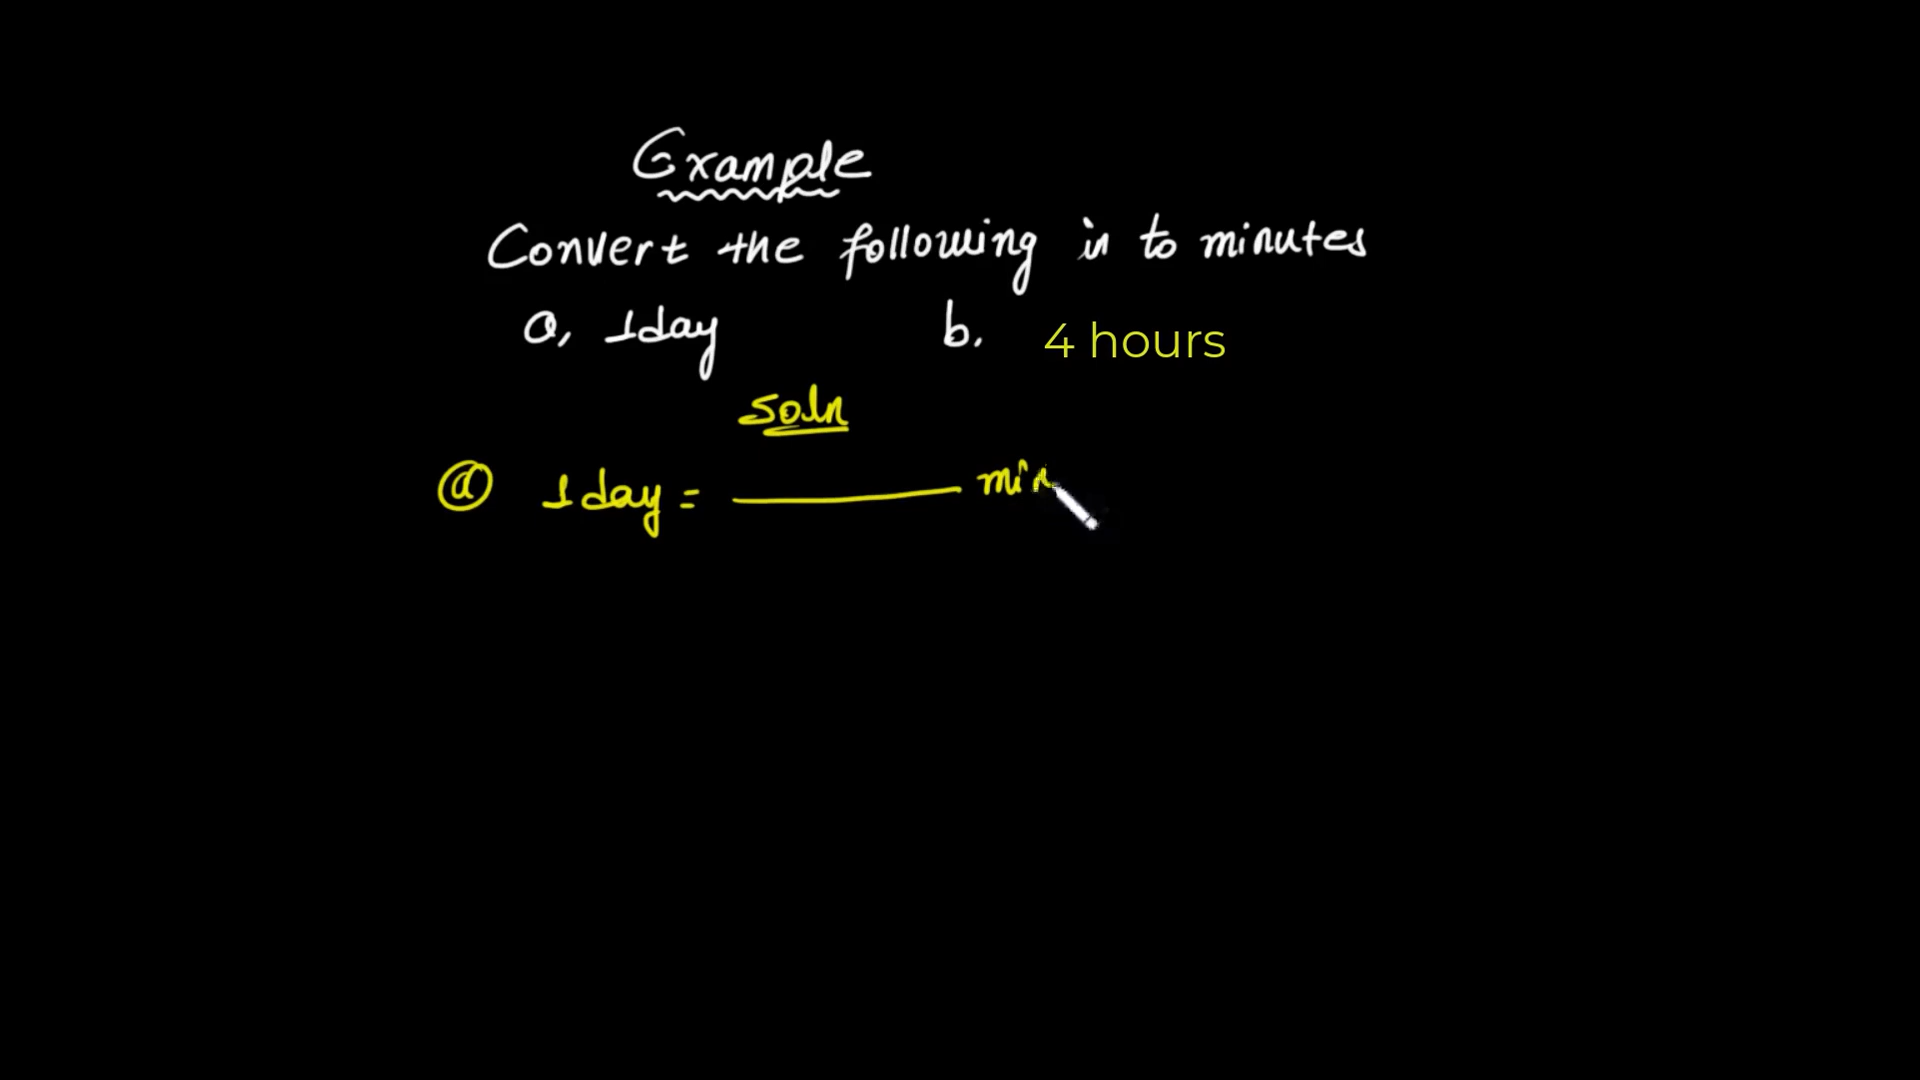 Example
Convert the following in to minutes
a, 1day b. 4 hours
soln
ⓐ 1day = ______ min